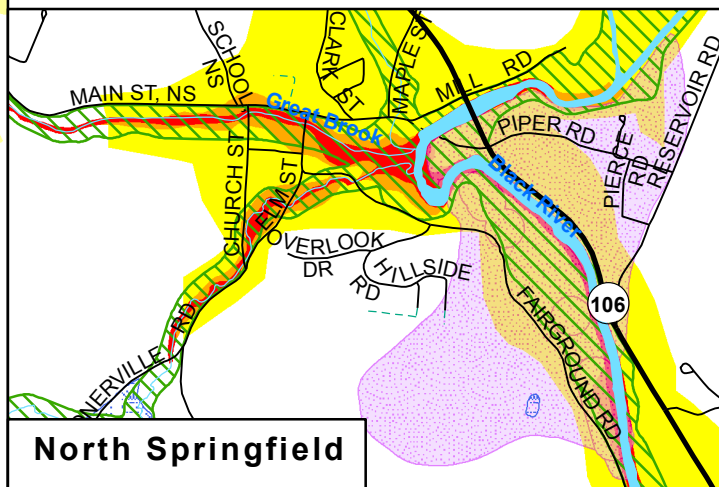 SCHOOL
NS
CLARK ST
MAPLE ST
MILL RD
RESERVOIR RD
MAIN ST, NS
Great Brook
PIPER RD
PIERCE
RD
CHURCH ST
ELM ST
Black River
OVERLOOK
DR
HILLSIDE
RD
106
FAIRGROUND RD
NERVILLE RD
North Springfield